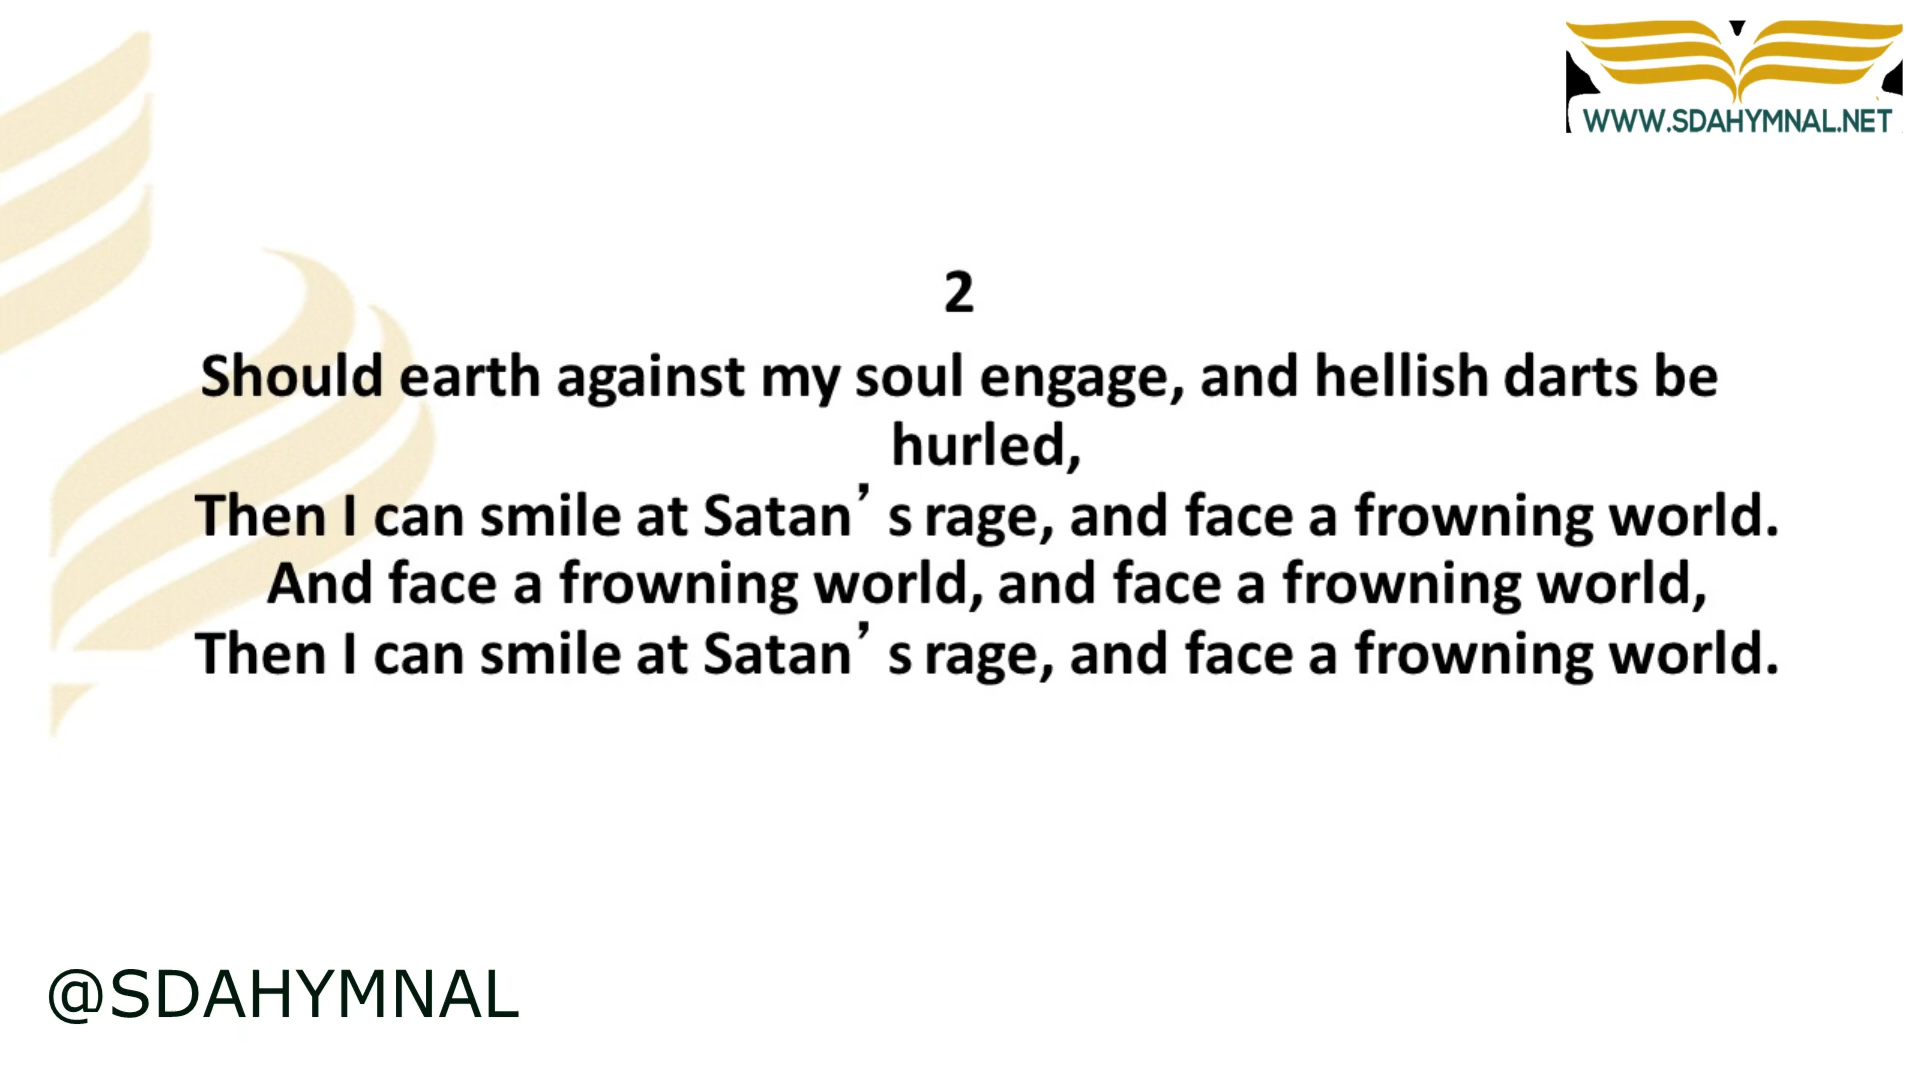 WWW.SDAHYMNAL.NET
2
Should earth against my soul engage, and hellish darts be
hurled,
Then I can smile at Satan’s rage, and face a frowning world.
And face a frowning world, and face a frowning world,
Then I can smile at Satan’s rage, and face a frowning world.
@SDAHYMNAL